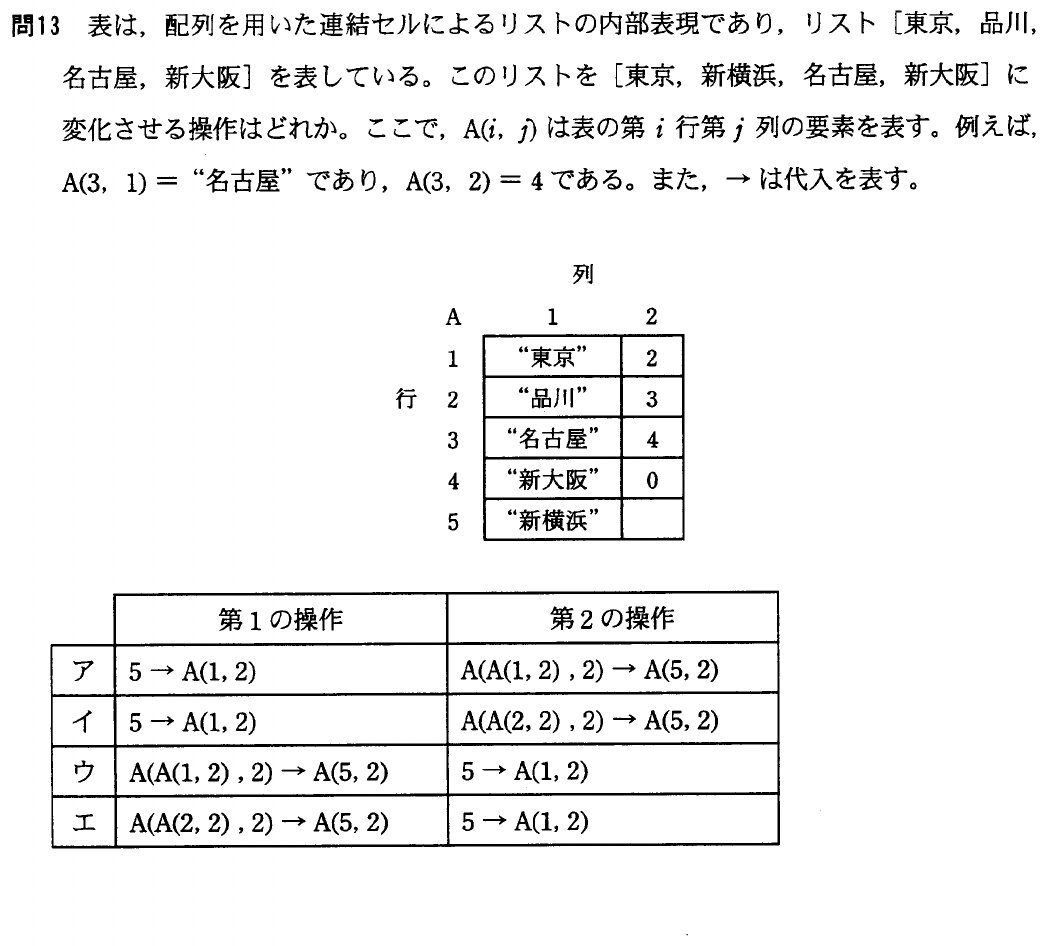 問13 表は，配列を用いた連結セルによるリストの内部表現であり，リスト［東京，品川，
名古屋，新大阪］を表している。このリストを［東京，新横浜，名古屋，新大阪］に
変化させる操作はどれか。ここで，A(i, j) は表の第 i 行第 j 列の要素を表す。例えば，
A(3, 1) = “名古屋” であり，A(3, 2) = 4 である。また，→ は代入を表す。
列
A 1 2
1 “東京” 2
行 2 “品川” 3
3 “名古屋” 4
4 “新大阪” 0
5 “新横浜”
第1の操作 第2の操作
ア 5 → A(1, 2) A(A(1, 2) , 2) → A(5, 2)
イ 5 → A(1, 2) A(A(2, 2) , 2) → A(5, 2)
ウ A(A(1, 2) , 2) → A(5, 2) 5 → A(1, 2)
エ A(A(2, 2) , 2) → A(5, 2) 5 → A(1, 2)